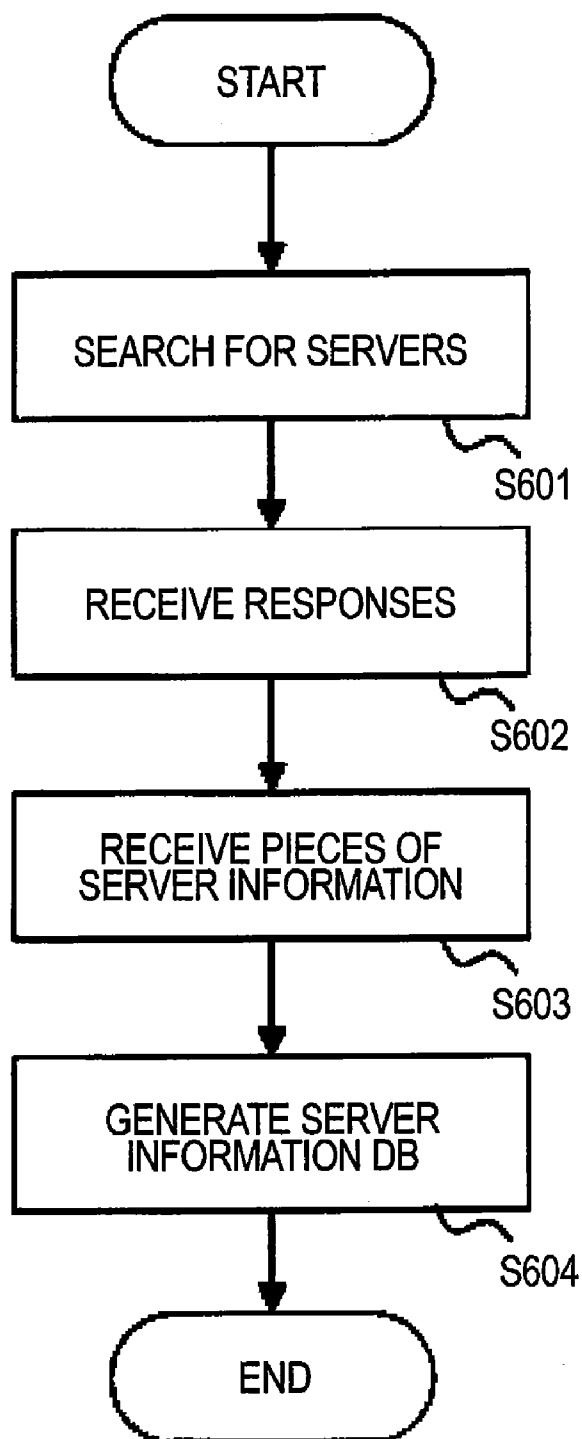 START
SEARCH FOR SERVERS
S601
RECEIVE RESPONSES
S602
RECEIVE PIECES OF
SERVER INFORMATION
S603
GENERATE SERVER
INFORMATION DB
S604
END